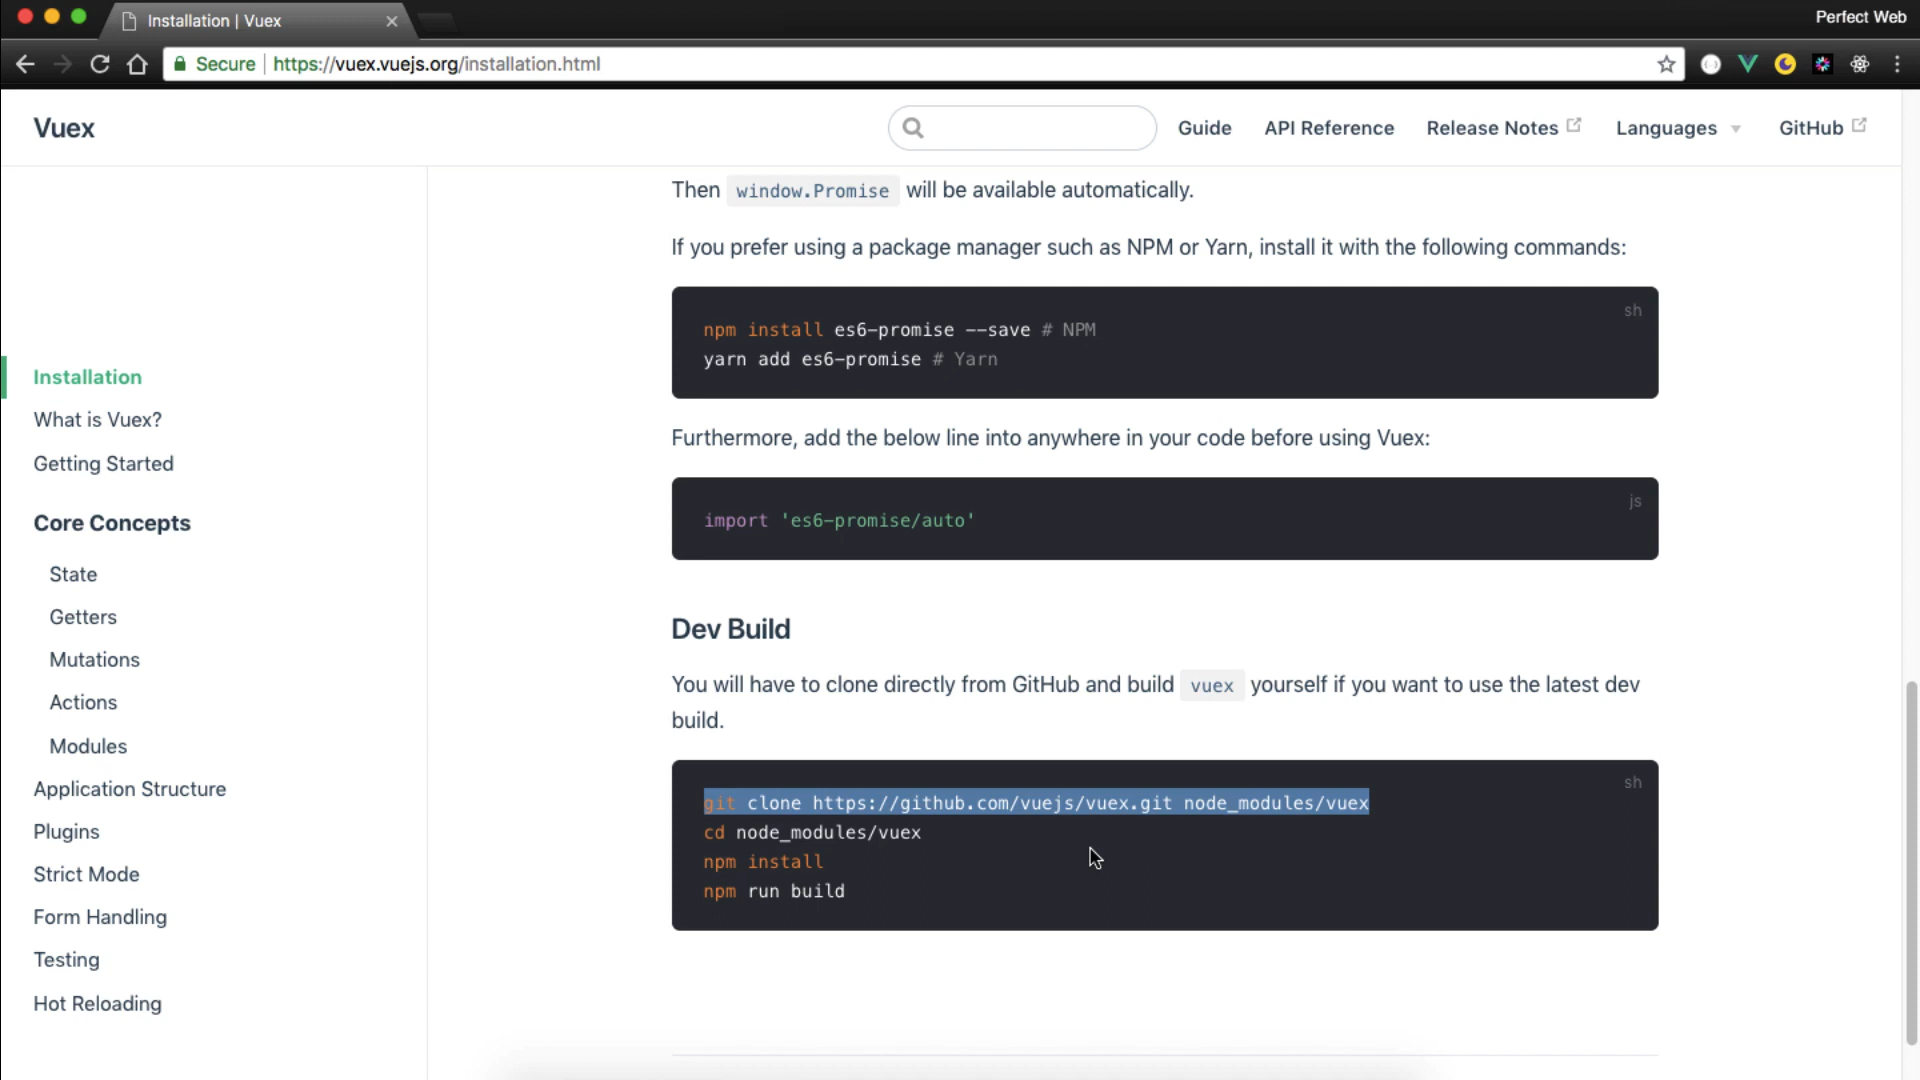 Installation | Vuex
Perfect Web
Secure | https://vuex.vuejs.org/installation.html
Vuex
Guide
API Reference
Release Notes
Languages
GitHub
Installation
What is Vuex?
Getting Started
Core Concepts
State
Getters
Mutations
Actions
Modules
Application Structure
Plugins
Strict Mode
Form Handling
Testing
Hot Reloading
Then window.Promise will be available automatically.
If you prefer using a package manager such as NPM or Yarn, install it with the following commands:
sh
npm install es6-promise --save # NPM
yarn add es6-promise # Yarn
Furthermore, add the below line into anywhere in your code before using Vuex:
js
import 'es6-promise/auto'
Dev Build
You will have to clone directly from GitHub and build vuex yourself if you want to use the latest dev
build.
sh
git clone https://github.com/vuejs/vuex.git node_modules/vuex
cd node_modules/vuex
npm install
npm run build